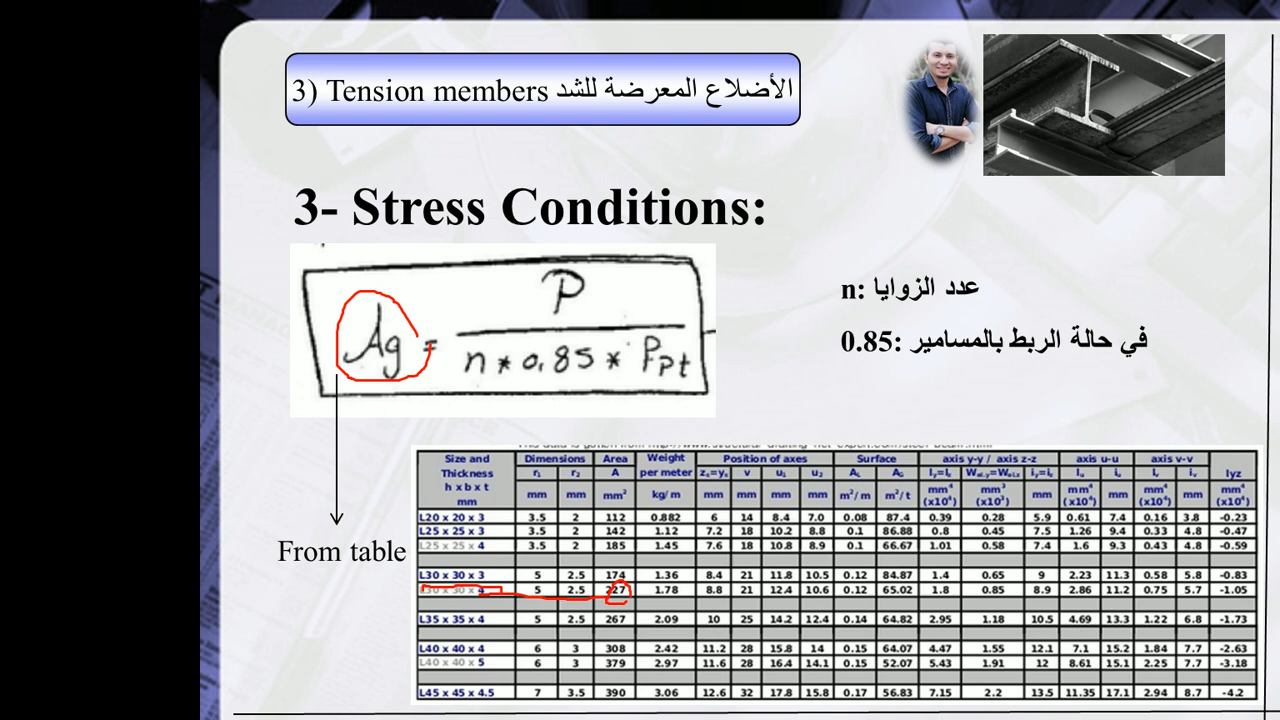 3) Tension members الأضلاع المعرضة للشد
3- Stress Conditions:
Ag = P
n * 0.85 * Ppt
n: عدد الزوايا
0.85: في حالة الربط بالمسامير
From table
Size and Thickness h x b x t mm | Dimensions | Area | Weight per meter | Position of axes | Surface | axis y-y / axis z-z | axis u-u | axis v-v | Iyz
r₁ r₂ A zₛ=yₛ v u₁ u₂ Aₗ A_G Iᵧ=I_z iᵧ=i_z Iᵤ iᵤ Iᵥ iᵥ
mm mm mm² kg/m mm mm mm mm m²/m m²/t mm⁴ (x10⁴) mm³ (x10³) mm mm⁴ (x10⁴) mm mm⁴ (x10⁴) mm mm⁴ (x10⁴)
L20 x 20 x 3 3.5 2 112 0.882 6 14 8.4 7.0 0.08 87.4 0.39 0.28 5.9 0.61 7.4 0.16 3.8 -0.23
L25 x 25 x 3 3.5 2 142 1.12 7.2 18 10.2 8.8 0.1 86.88 0.8 0.45 7.5 1.26 9.4 0.33 4.8 -0.47
L25 x 25 x 4 3.5 2 185 1.45 7.6 18 10.8 8.9 0.1 66.67 1.01 0.58 7.4 1.6 9.3 0.43 4.8 -0.59
L30 x 30 x 3 5 2.5 174 1.36 8.4 21 11.8 10.5 0.12 84.87 1.4 0.65 9 2.23 11.3 0.58 5.8 -0.83
L30 x 30 x 4 5 2.5 227 1.78 8.8 21 12.4 10.6 0.12 65.02 1.8 0.85 8.9 2.86 11.2 0.75 5.7 -1.05
L35 x 35 x 4 5 2.5 267 2.09 10 25 14.2 12.4 0.14 64.82 2.95 1.18 10.5 4.69 13.3 1.22 6.8 -1.73
L40 x 40 x 4 6 3 308 2.42 11.2 28 15.8 14 0.15 64.07 4.47 1.55 12.1 7.1 15.2 1.84 7.7 -2.63
L40 x 40 x 5 6 3 379 2.97 11.6 28 16.4 14.1 0.15 52.07 5.43 1.91 12 8.61 15.1 2.25 7.7 -3.18
L45 x 45 x 4.5 7 3.5 390 3.06 12.6 32 17.8 15.8 0.17 56.83 7.15 2.2 13.5 11.35 17.1 2.94 8.7 -4.2